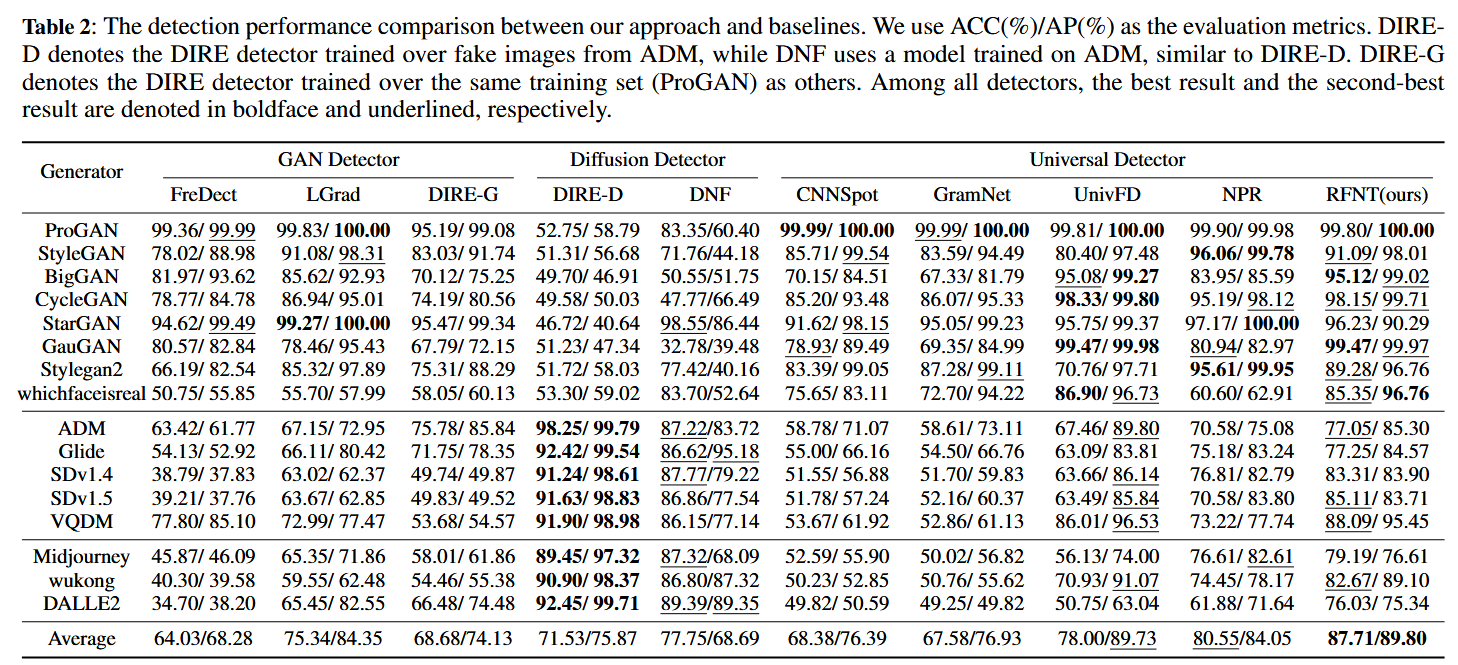 Table 2: The detection performance comparison between our approach and baselines. We use ACC(%)/AP(%) as the evaluation metrics. DIRE-
D denotes the DIRE detector trained over fake images from ADM, while DNF uses a model trained on ADM, similar to DIRE-D. DIRE-G
denotes the DIRE detector trained over the same training set (ProGAN) as others. Among all detectors, the best result and the second-best
result are denoted in boldface and underlined, respectively.
Generator GAN Detector Diffusion Detector Universal Detector
FreDect LGrad DIRE-G DIRE-D DNF CNNSpot GramNet UnivFD NPR RFNT(ours)
ProGAN 99.36/ 99.99 99.83/ 100.00 95.19/ 99.08 52.75/ 58.79 83.35/60.40 99.99/ 100.00 99.99/ 100.00 99.81/ 100.00 99.90/ 99.98 99.80/ 100.00
StyleGAN 78.02/ 88.98 91.08/ 98.31 83.03/ 91.74 51.31/ 56.68 71.76/44.18 85.71/ 99.54 83.59/ 94.49 80.40/ 97.48 96.06/ 99.78 91.09/ 98.01
BigGAN 81.97/ 93.62 85.62/ 92.93 70.12/ 75.25 49.70/ 46.91 50.55/51.75 70.15/ 84.51 67.33/ 81.79 95.08/ 99.27 83.95/ 85.59 95.12/ 99.02
CycleGAN 78.77/ 84.78 86.94/ 95.01 74.19/ 80.56 49.58/ 50.03 47.77/66.49 85.20/ 93.48 86.07/ 95.33 98.33/ 99.80 95.19/ 98.12 98.15/ 99.71
StarGAN 94.62/ 99.49 99.27/ 100.00 95.47/ 99.34 46.72/ 40.64 98.55/86.44 91.62/ 98.15 95.05/ 99.23 95.75/ 99.37 97.17/ 100.00 96.23/ 90.29
GauGAN 80.57/ 82.84 78.46/ 95.43 67.79/ 72.15 51.23/ 47.34 32.78/39.48 78.93/ 89.49 69.35/ 84.99 99.47/ 99.98 80.94/ 82.97 99.47/ 99.97
Stylegan2 66.19/ 82.54 85.32/ 97.89 75.31/ 88.29 51.72/ 58.03 77.42/40.16 83.39/ 99.05 87.28/ 99.11 70.76/ 97.71 95.61/ 99.95 89.28/ 96.76
whichfaceisreal 50.75/ 55.85 55.70/ 57.99 58.05/ 60.13 53.30/ 59.02 83.70/52.64 75.65/ 83.11 72.70/ 94.22 86.90/ 96.73 60.60/ 62.91 85.35/ 96.76
ADM 63.42/ 61.77 67.15/ 72.95 75.78/ 85.84 98.25/ 99.79 87.22/83.72 58.78/ 71.07 58.61/ 73.11 67.46/ 89.80 70.58/ 75.08 77.05/ 85.30
Glide 54.13/ 52.92 66.11/ 80.42 71.75/ 78.35 92.42/ 99.54 86.62/95.18 55.00/ 66.16 54.50/ 66.76 63.09/ 83.81 75.18/ 83.24 77.25/ 84.57
SDv1.4 38.79/ 37.83 63.02/ 62.37 49.74/ 49.87 91.24/ 98.61 87.77/79.22 51.55/ 56.88 51.70/ 59.83 63.66/ 86.14 76.81/ 82.79 83.31/ 83.90
SDv1.5 39.21/ 37.76 63.67/ 62.85 49.83/ 49.52 91.63/ 98.83 86.86/77.54 51.78/ 57.24 52.16/ 60.37 63.49/ 85.84 70.58/ 83.80 85.11/ 83.71
VQDM 77.80/ 85.10 72.99/ 77.47 53.68/ 54.57 91.90/ 98.98 86.15/77.14 53.67/ 61.92 52.86/ 61.13 86.01/ 96.53 73.22/ 77.74 88.09/ 95.45
Midjourney 45.87/ 46.09 65.35/ 71.86 58.01/ 61.86 89.45/ 97.32 87.32/68.09 52.59/ 55.90 50.02/ 56.82 56.13/ 74.00 76.61/ 82.61 79.19/ 76.61
wukong 40.30/ 39.58 59.55/ 62.48 54.46/ 55.38 90.90/ 98.37 86.80/87.32 50.23/ 52.85 50.76/ 55.62 70.93/ 91.07 74.45/ 78.17 82.67/ 89.10
DALLE2 34.70/ 38.20 65.45/ 82.55 66.48/ 74.48 92.45/ 99.71 89.39/89.35 49.82/ 50.59 49.25/ 49.82 50.75/ 63.04 61.88/ 71.64 76.03/ 75.34
Average 64.03/68.28 75.34/84.35 68.68/74.13 71.53/75.87 77.75/68.69 68.38/76.39 67.58/76.93 78.00/89.73 80.55/84.05 87.71/89.80